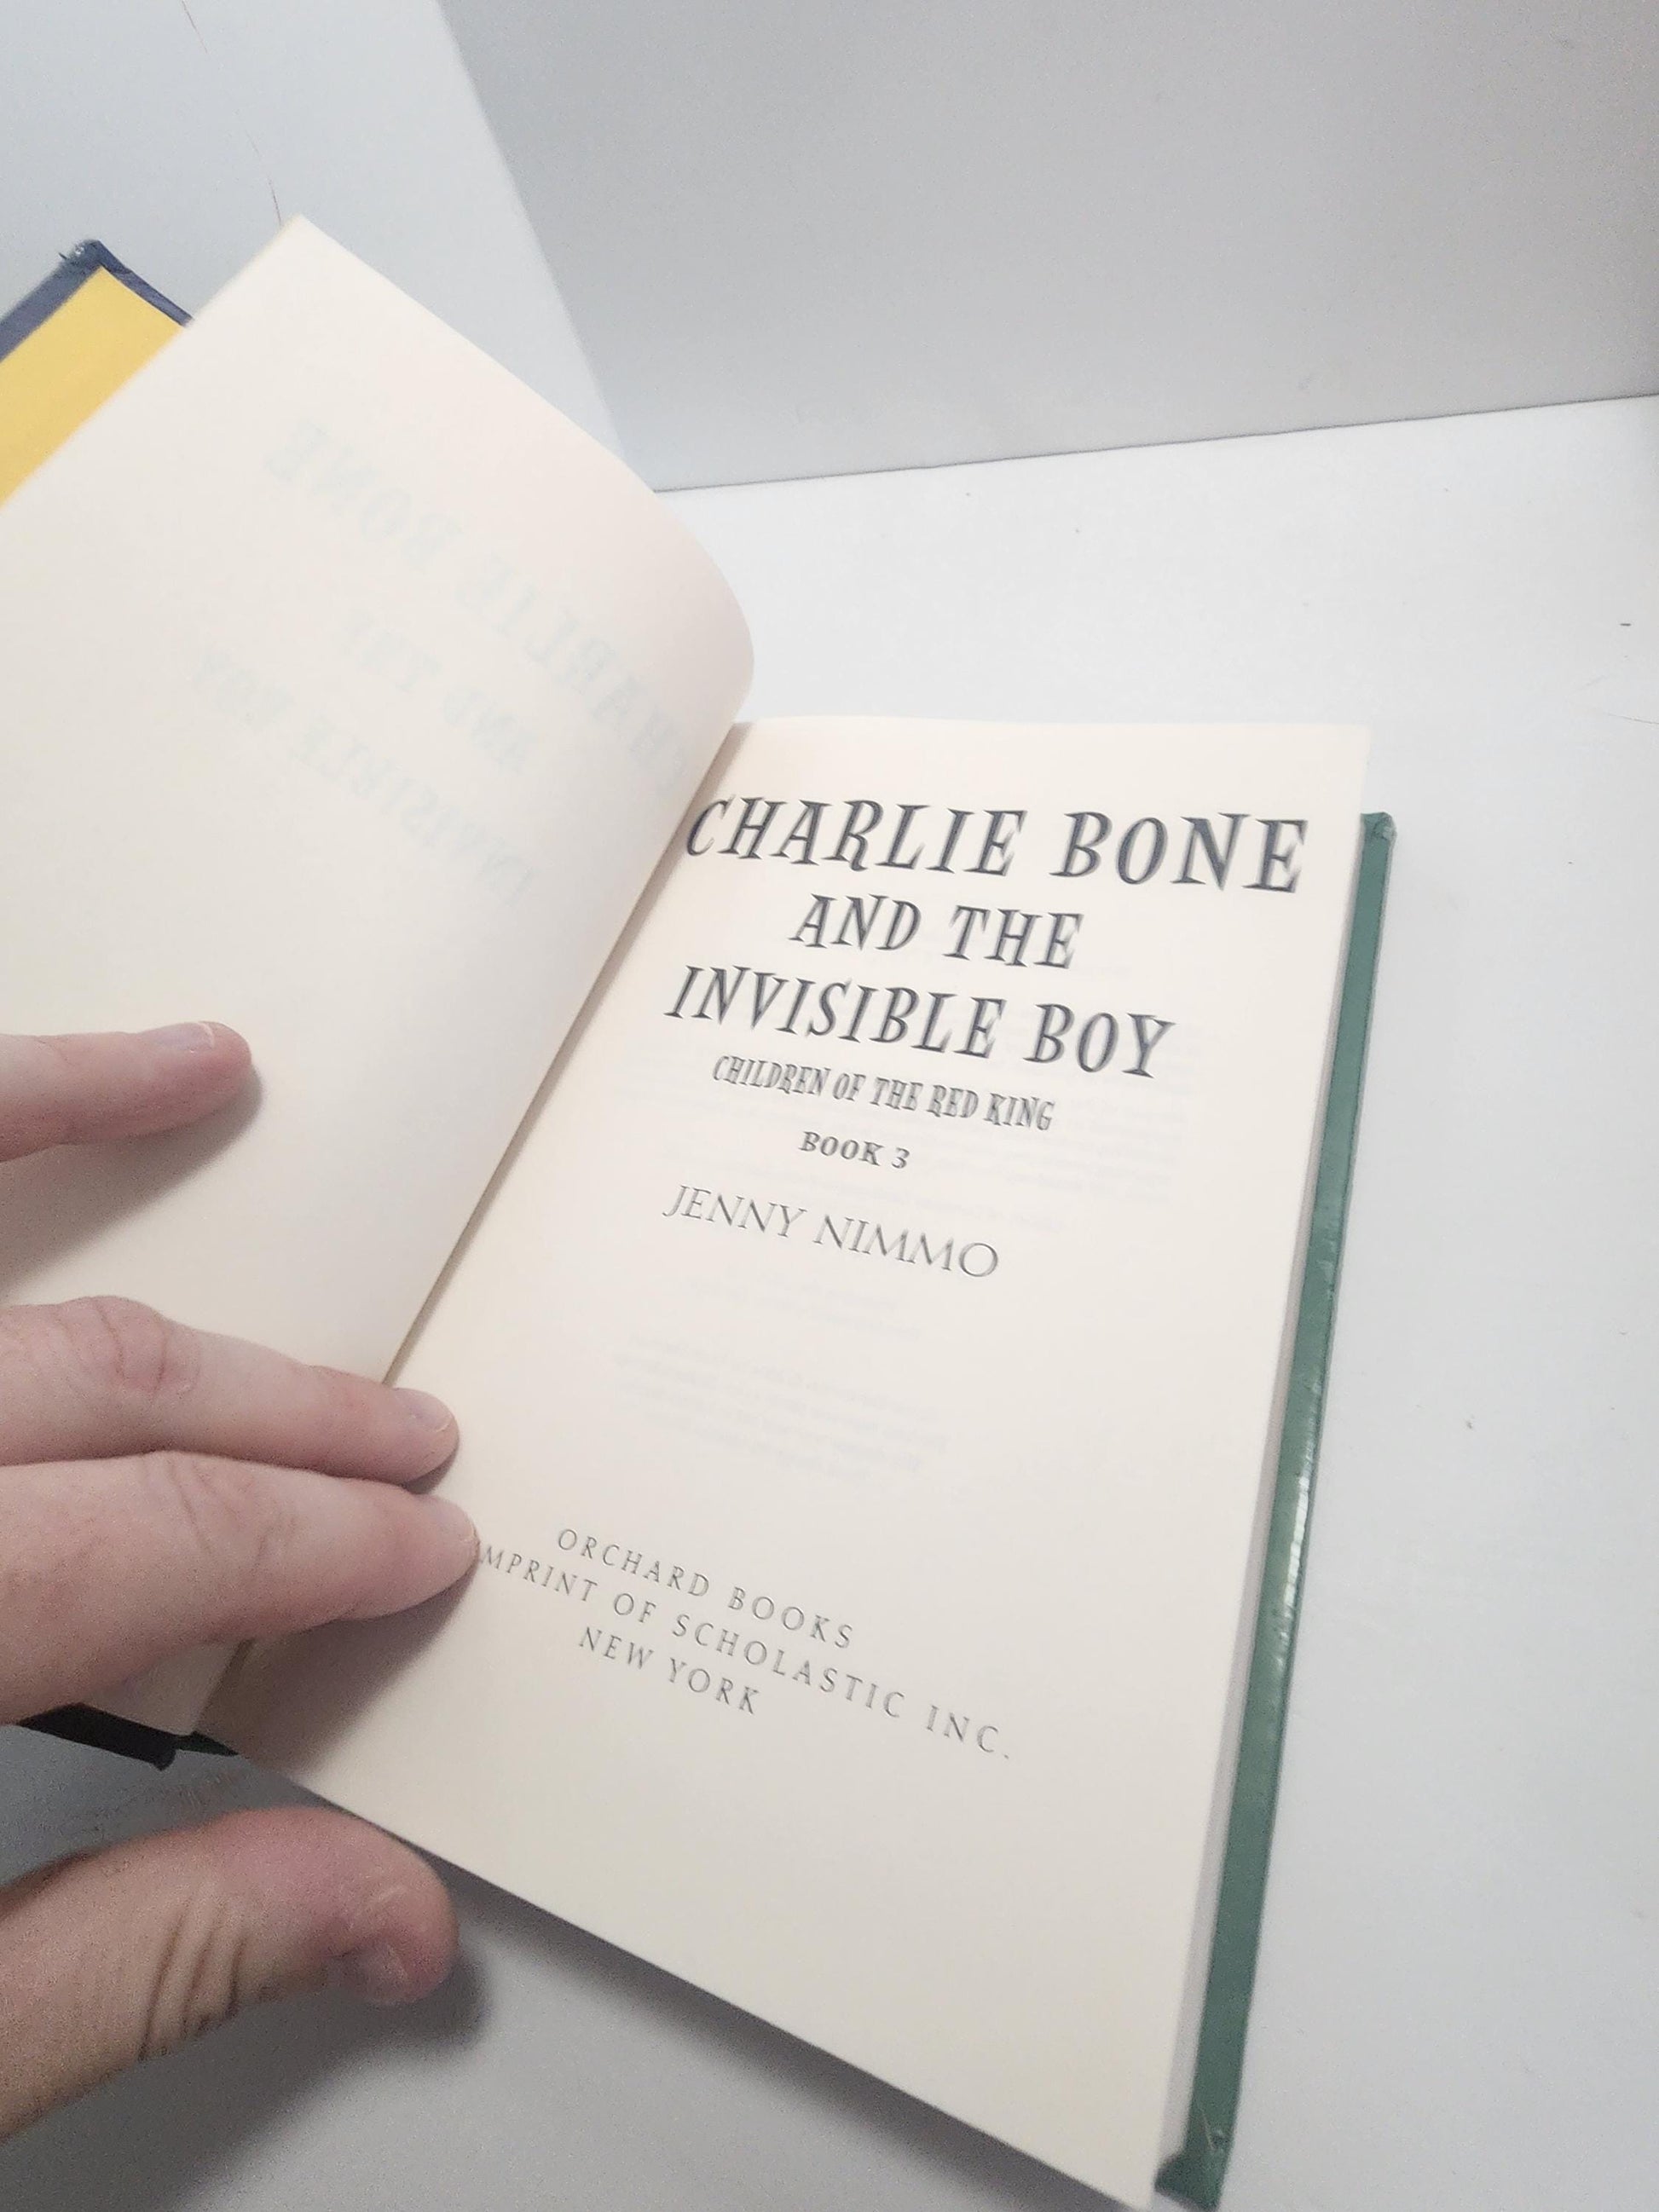 CHARLIE BONE
AND THE
INVISIBLE BOY
CHILDREN OF THE RED KING
BOOK 3
JENNY NIMMO
ORCHARD BOOKS
IMPRINT OF SCHOLASTIC INC.
NEW YORK